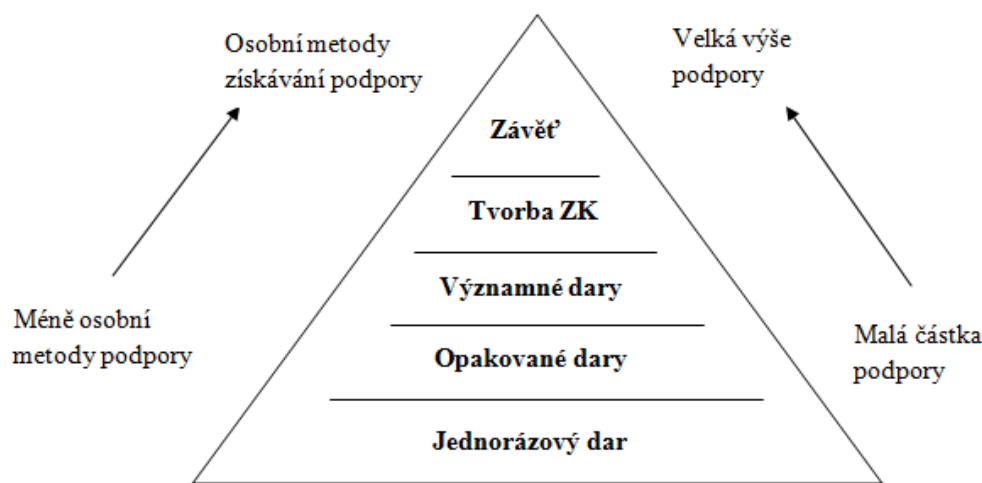 Osobní metody
získávání podpory
Velká výše
podpory
Závěť
Tvorba ZK
Významné dary
Méně osobní
metody podpory
Malá částka
podpory
Opakované dary
Jednorázový dar